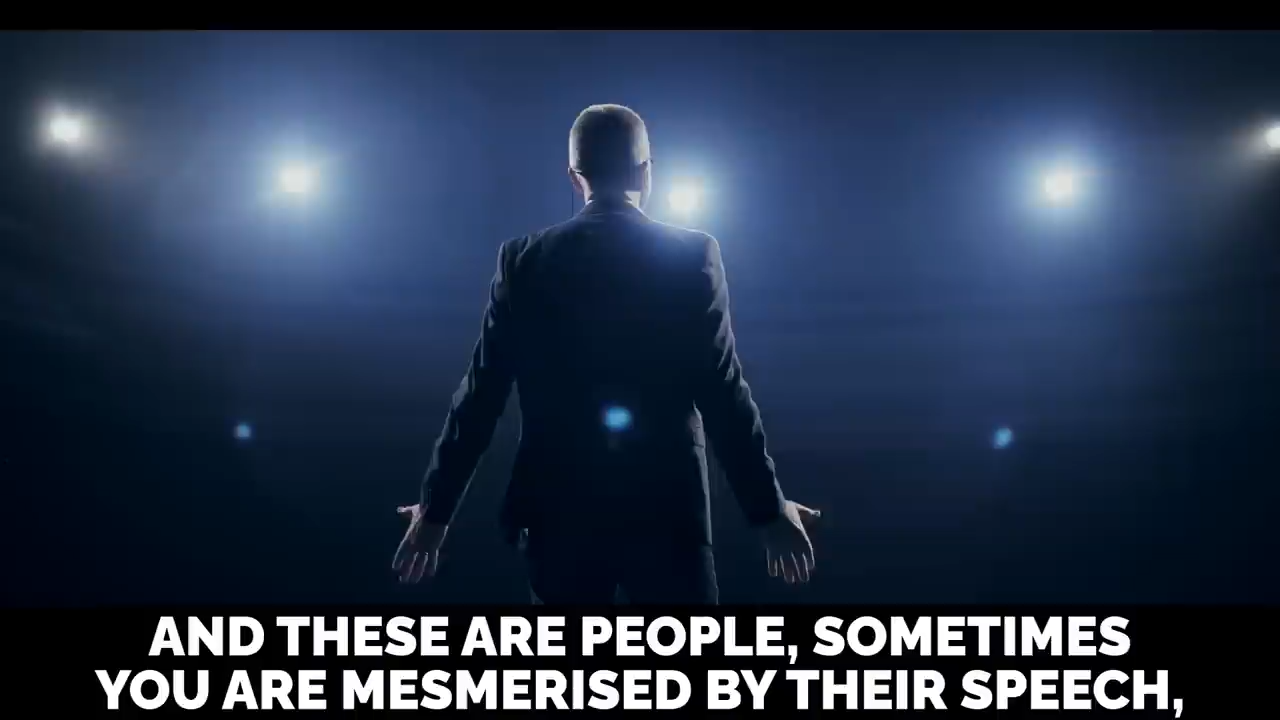 AND THESE ARE PEOPLE, SOMETIMES
YOU ARE MESMERISED BY THEIR SPEECH,